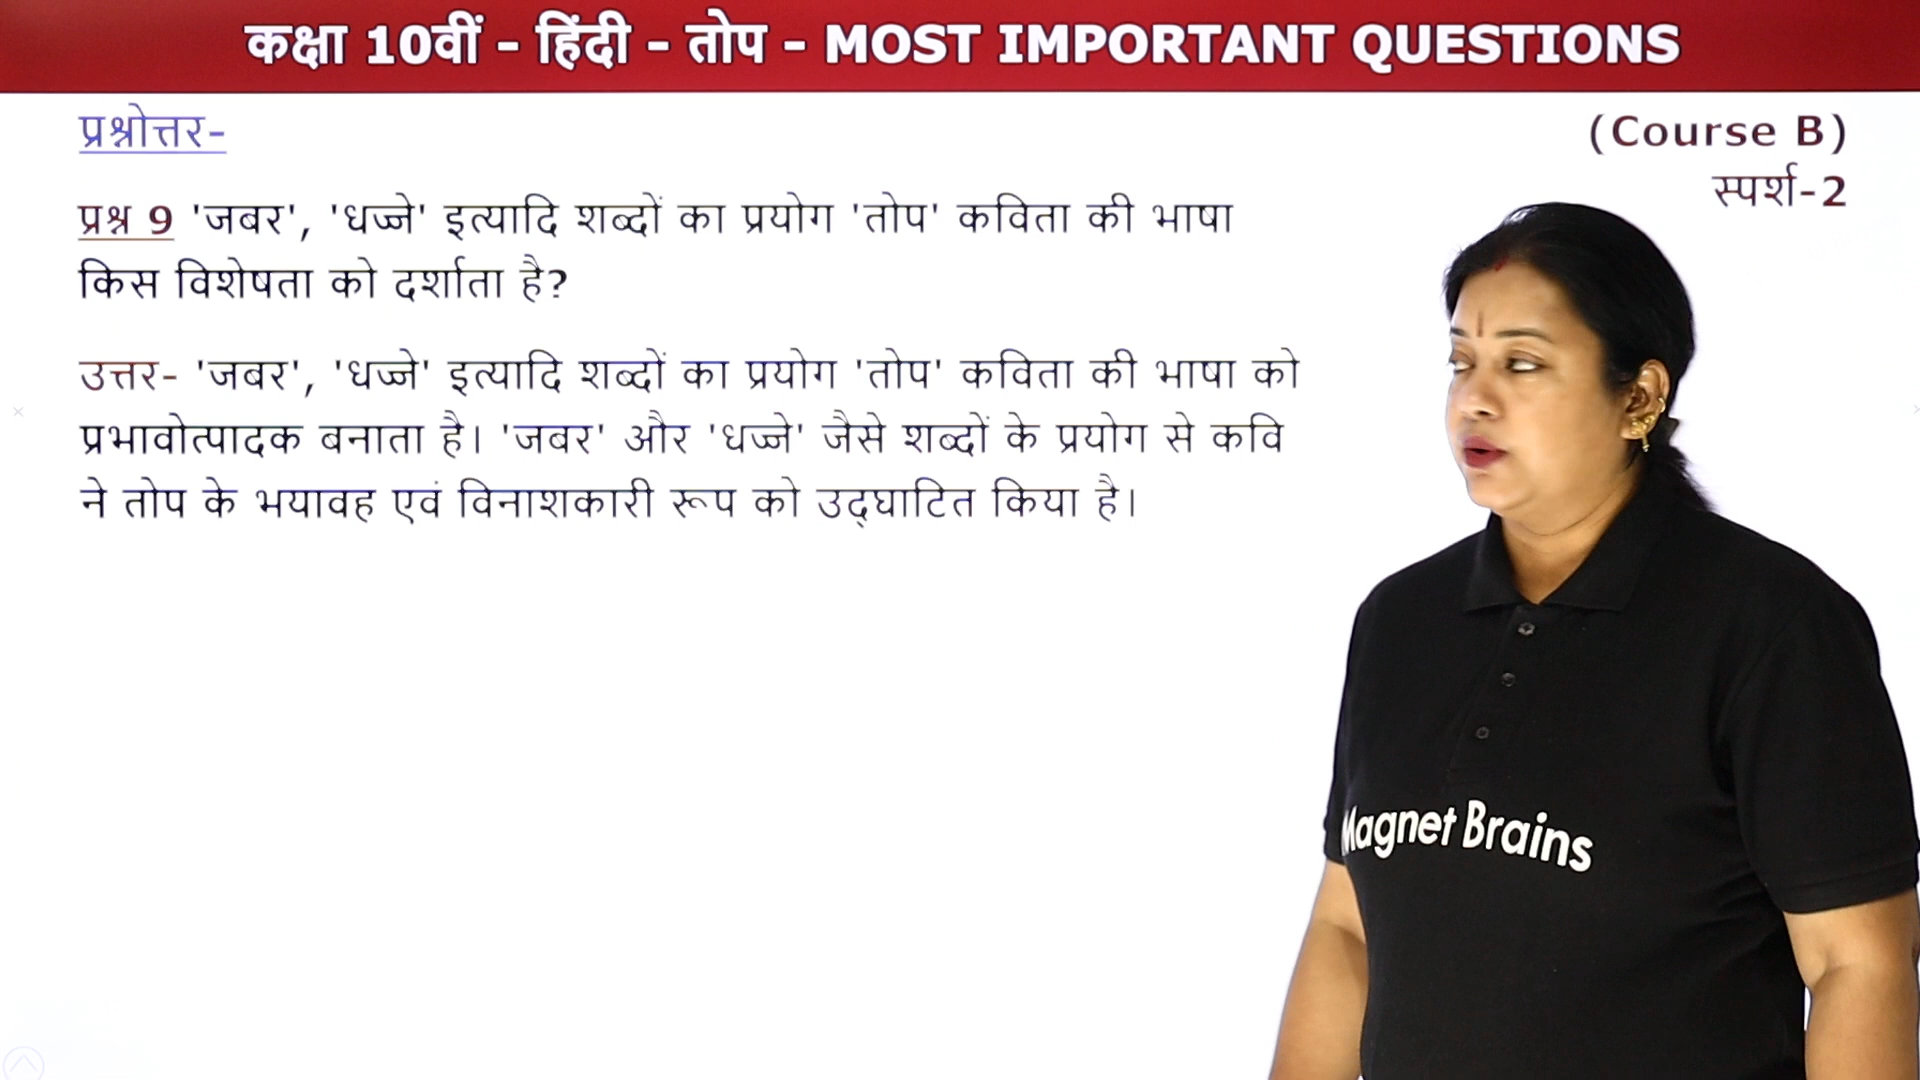 कक्षा 10वीं - हिंदी - तोप - MOST IMPORTANT QUESTIONS
प्रश्नोत्तर-
(Course B)
स्पर्श-2
प्रश्न 9 'जबर', 'धज्जे' इत्यादि शब्दों का प्रयोग 'तोप' कविता की भाषा
किस विशेषता को दर्शाता है?
उत्तर- 'जबर', 'धज्जे' इत्यादि शब्दों का प्रयोग 'तोप' कविता की भाषा को
प्रभावोत्पादक बनाता है। 'जबर' और 'धज्जे' जैसे शब्दों के प्रयोग से कवि
ने तोप के भयावह एवं विनाशकारी रूप को उद्घाटित किया है।
Magnet Brains